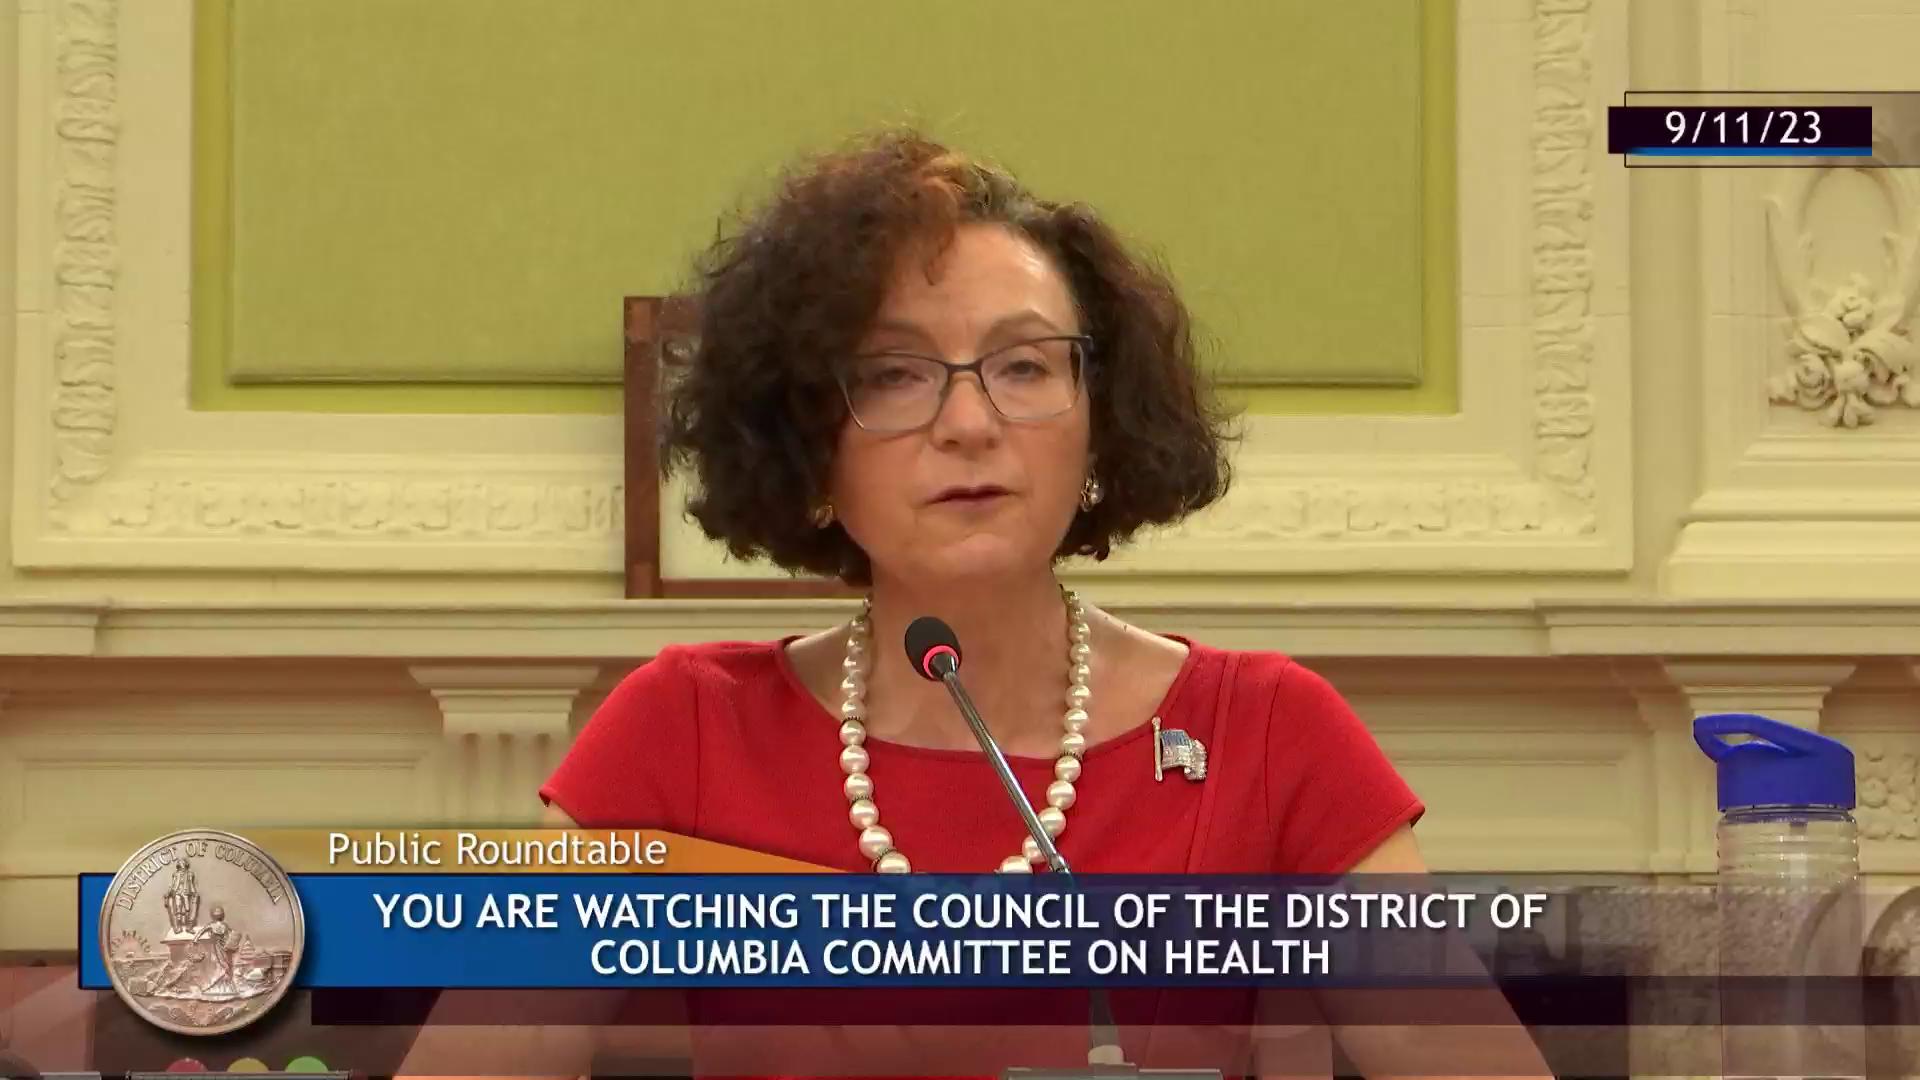 9/11/23
Public Roundtable
YOU ARE WATCHING THE COUNCIL OF THE DISTRICT OF
COLUMBIA COMMITTEE ON HEALTH
DISTRICT OF COLUMBIA